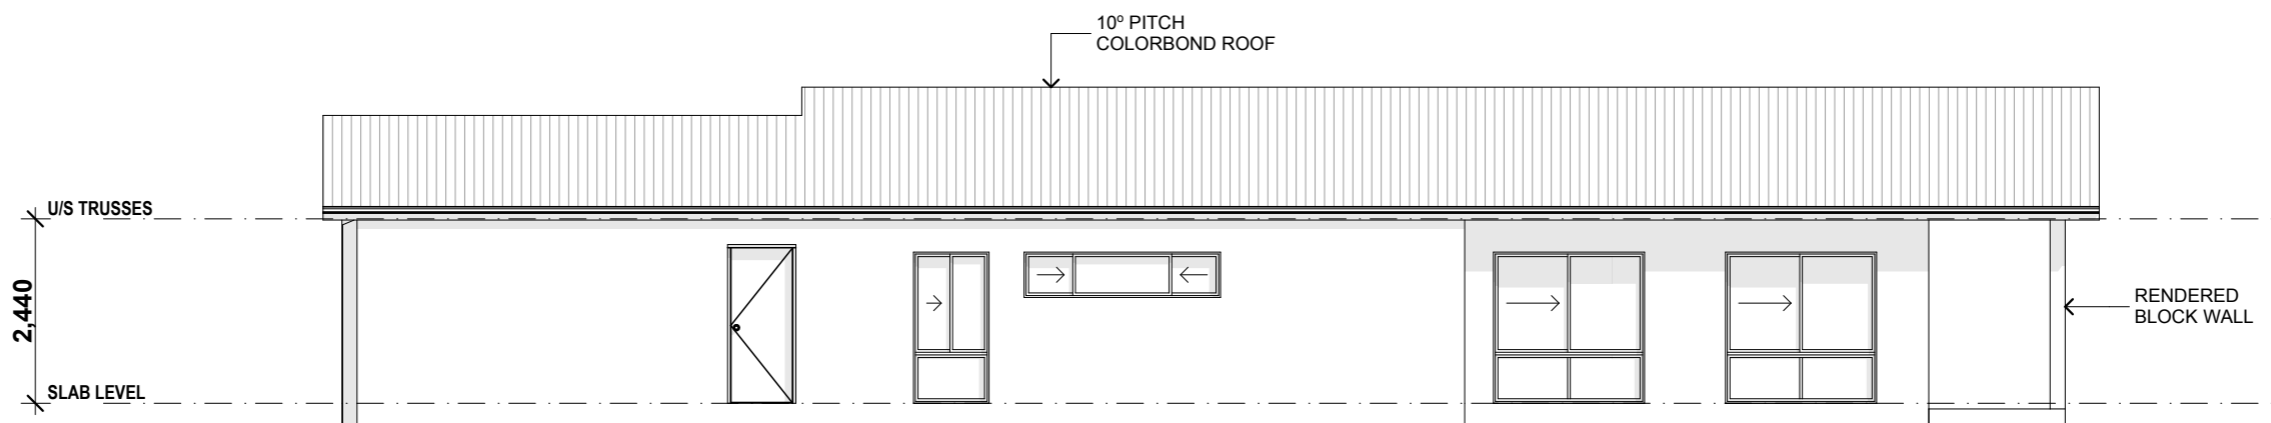 10º PITCH
COLORBOND ROOF
U/S TRUSSES
2,440
RENDERED
BLOCK WALL
SLAB LEVEL